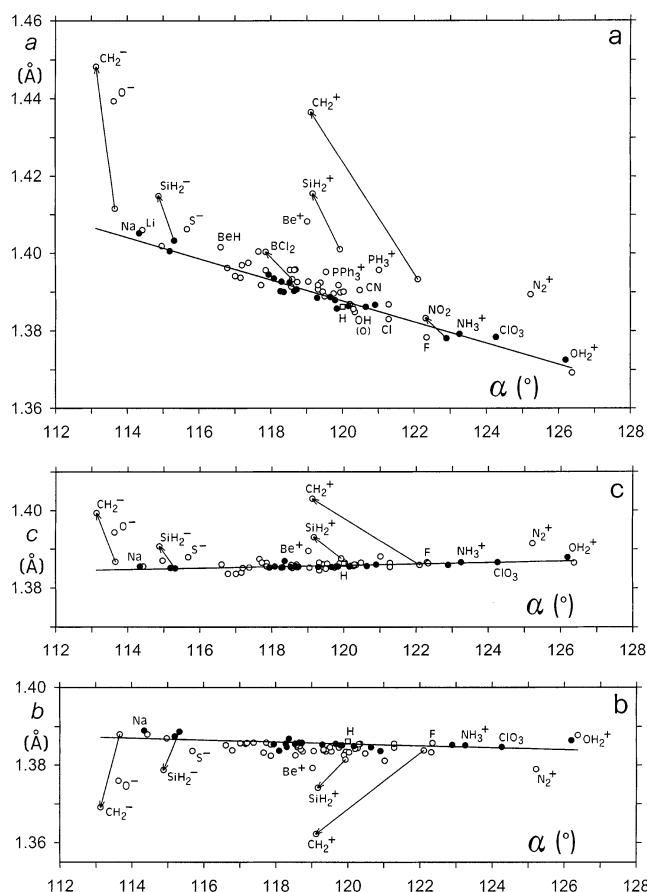 1.46
a
(Å)
CH2−
O−
a
1.44
CH2+
1.42
SiH2−
SiH2+
Na Li S− Be+
1.40
BeH BCl2 PPh3+ PH3+ N2+
CN
H OH (O) Cl NO2 F NH3+ ClO3 OH2+
1.38
α (°)
1.36
112 114 116 118 120 122 124 126 128
1.40
c
(Å)
1.38
CH2−
O−
CH2+
c
Na SiH2− S− Be+ SiH2+ H F NH3+ ClO3 N2+ OH2+
α (°)
112 114 116 118 120 122 124 126 128
1.40
b
(Å)
1.38
1.36
Na H F NH3+ ClO3 OH2+
b
S− SiH2− O− CH2− Be+ SiH2+ CH2+ N2+
α (°)
112 114 116 118 120 122 124 126 128